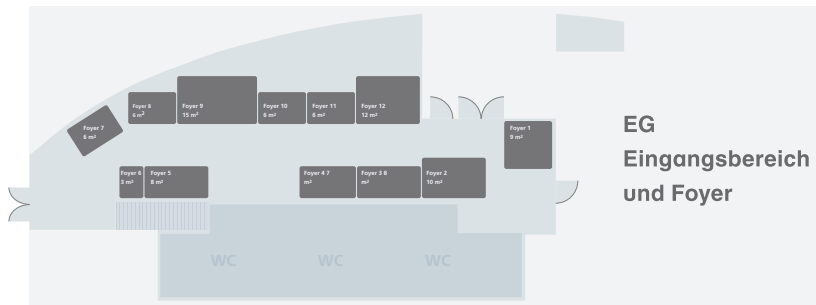 Foyer 7
6 m²
Foyer 8
6 m²
Foyer 9
15 m²
Foyer 10
6 m²
Foyer 11
6 m²
Foyer 12
12 m²
Foyer 1
9 m²
Foyer 6
3 m²
Foyer 5
8 m²
Foyer 4 7
m²
Foyer 3 8
m²
Foyer 2
10 m²
WC
WC
WC
EG
Eingangsbereich
und Foyer